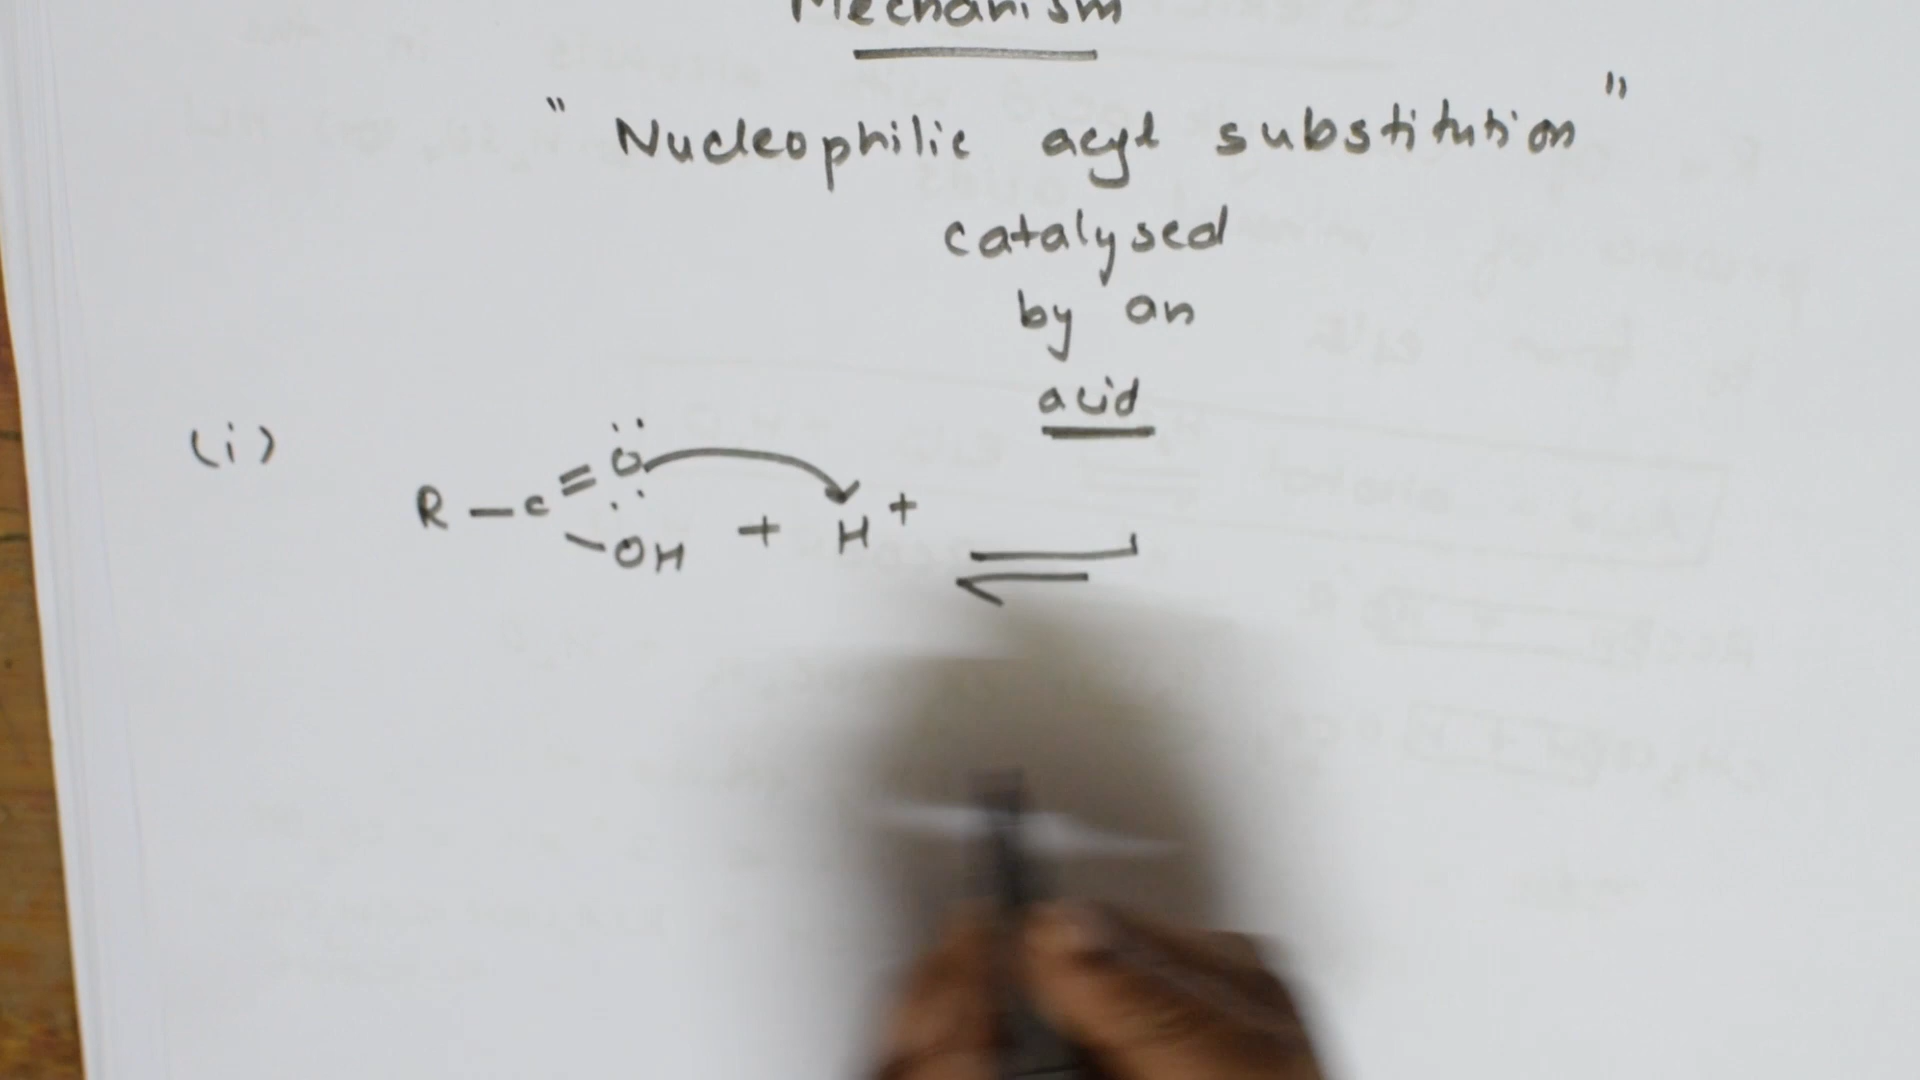 Mechanism
" Nucleophilic acyl substitution "
catalysed
by an
acid
(i)
R – C = O
– OH + H + ⇌